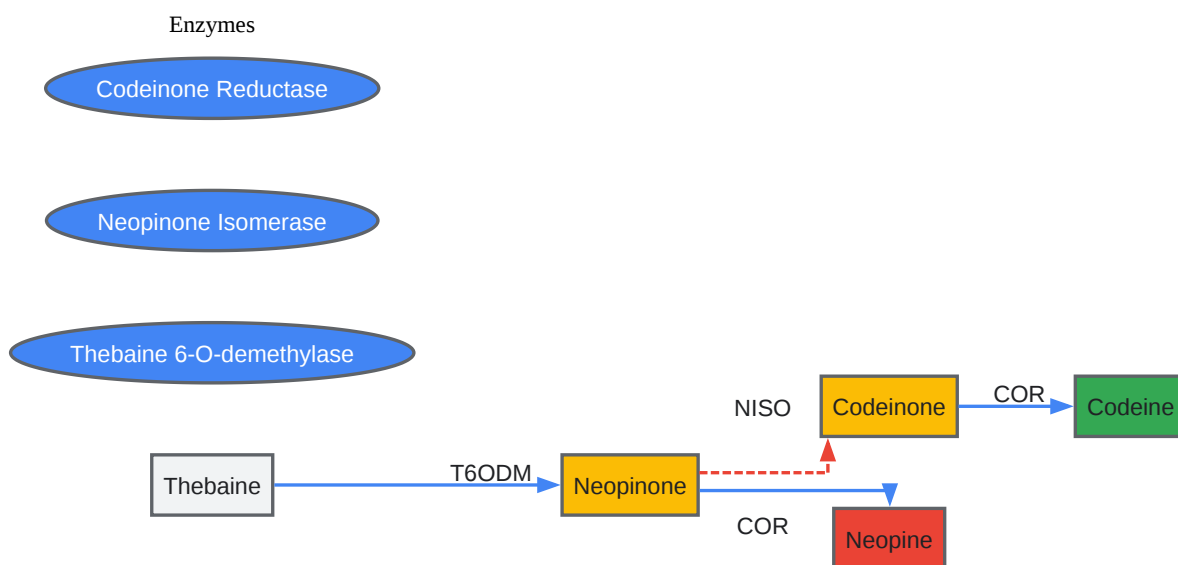 Enzymes
Codeinone Reductase
Neopinone Isomerase
Thebaine 6-O-demethylase
NISO
Codeinone
COR
Codeine
Thebaine
T6ODM
Neopinone
COR
Neopine